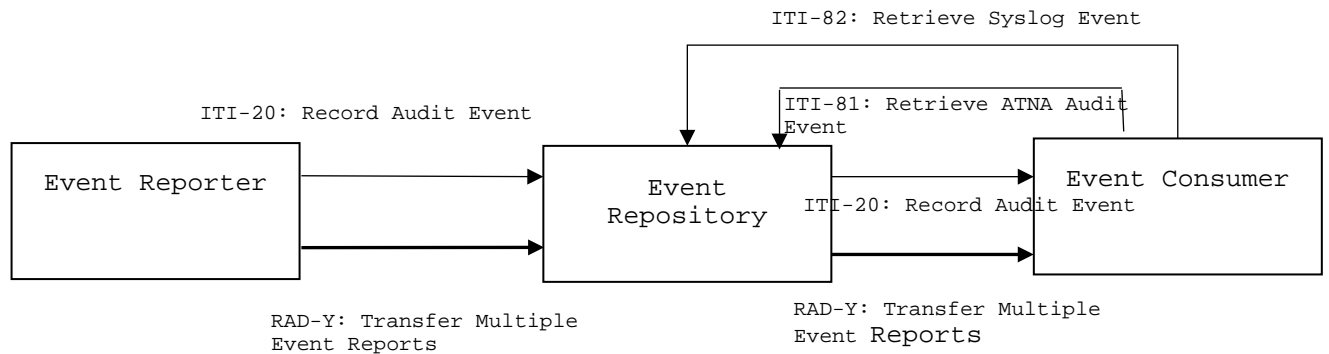 ITI-82: Retrieve Syslog Event
ITI-20: Record Audit Event
ITI-81: Retrieve ATNA Audit
Event
Event Reporter
Event
Repository
Event Consumer
ITI-20: Record Audit Event
RAD-Y: Transfer Multiple
Event Reports
RAD-Y: Transfer Multiple
Event Reports